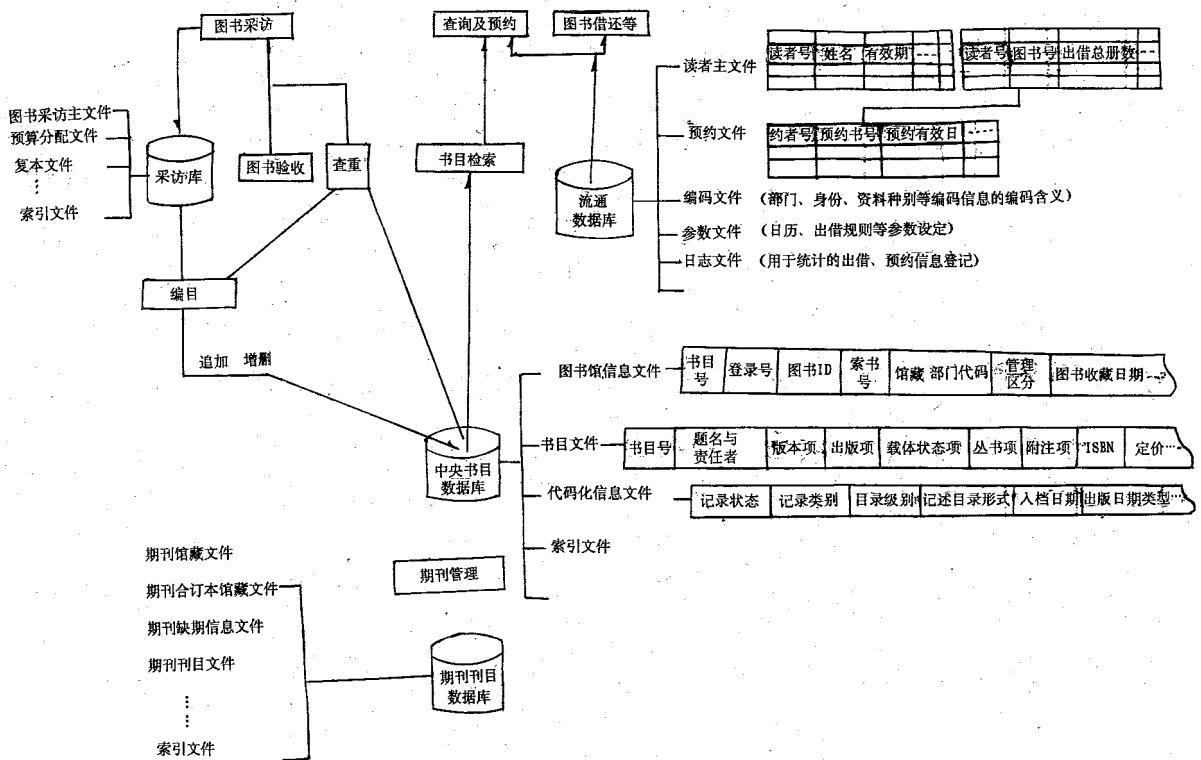 图书采访
查询及预约
图书借还等
图书采访主文件
预算分配文件
复本文件
⋮
索引文件
采访库
图书验收
查重
书目检索
流通
数据库
读者主文件
读者号 姓名 有效期 ----
读者号 图书号 出借总册数 ---
预约文件
约者号 预约书号 预约有效日 ----
编码文件 (部门、身份、资料种别等编码信息的编码含义)
参数文件 (日历、出借规则等参数设定)
日志文件 (用于统计的出借、预约信息登记)
编目
追加 增删
中央书目
数据库
图书馆信息文件
书目号 登录号 图书ID 索书号 馆藏 部门代码 管理区分 图书收藏日期
书目文件
书目号 题名与责任者 版本项 出版项 载体状态项 丛书项 附注项 ISBN 定价…
代码化信息文件
记录状态 记录类别 目录级别 记述目录形式 入档日期 出版日期类型…
索引文件
期刊管理
期刊馆藏文件
期刊合订本馆藏文件
期刊缺期信息文件
期刊刊目文件
⋮
⋮
索引文件
期刊刊目
数据库